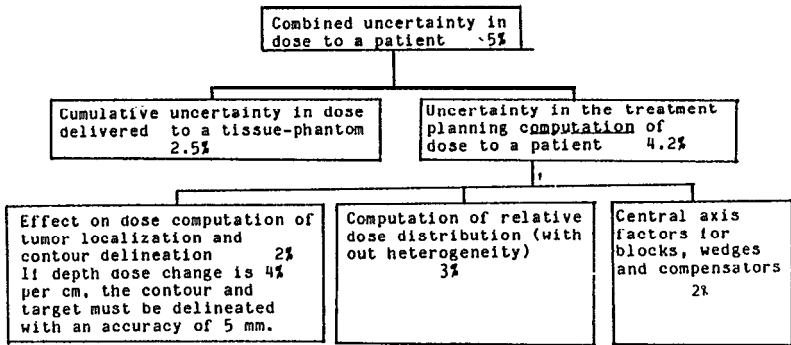 Combined uncertainty in
dose to a patient 5%
Cumulative uncertainty in dose
delivered to a tissue-phantom
2.5%
Uncertainty in the treatment
planning computation of
dose to a patient 4.2%
Effect on dose computation of
tumor localization and
contour delineation 2%
If depth dose change is 4%
per cm, the contour and
target must be delineated
with an accuracy of 5 mm.
Computation of relative
dose distribution (with
out heterogeneity)
3%
Central axis
factors for
blocks, wedges
and compensators
2%